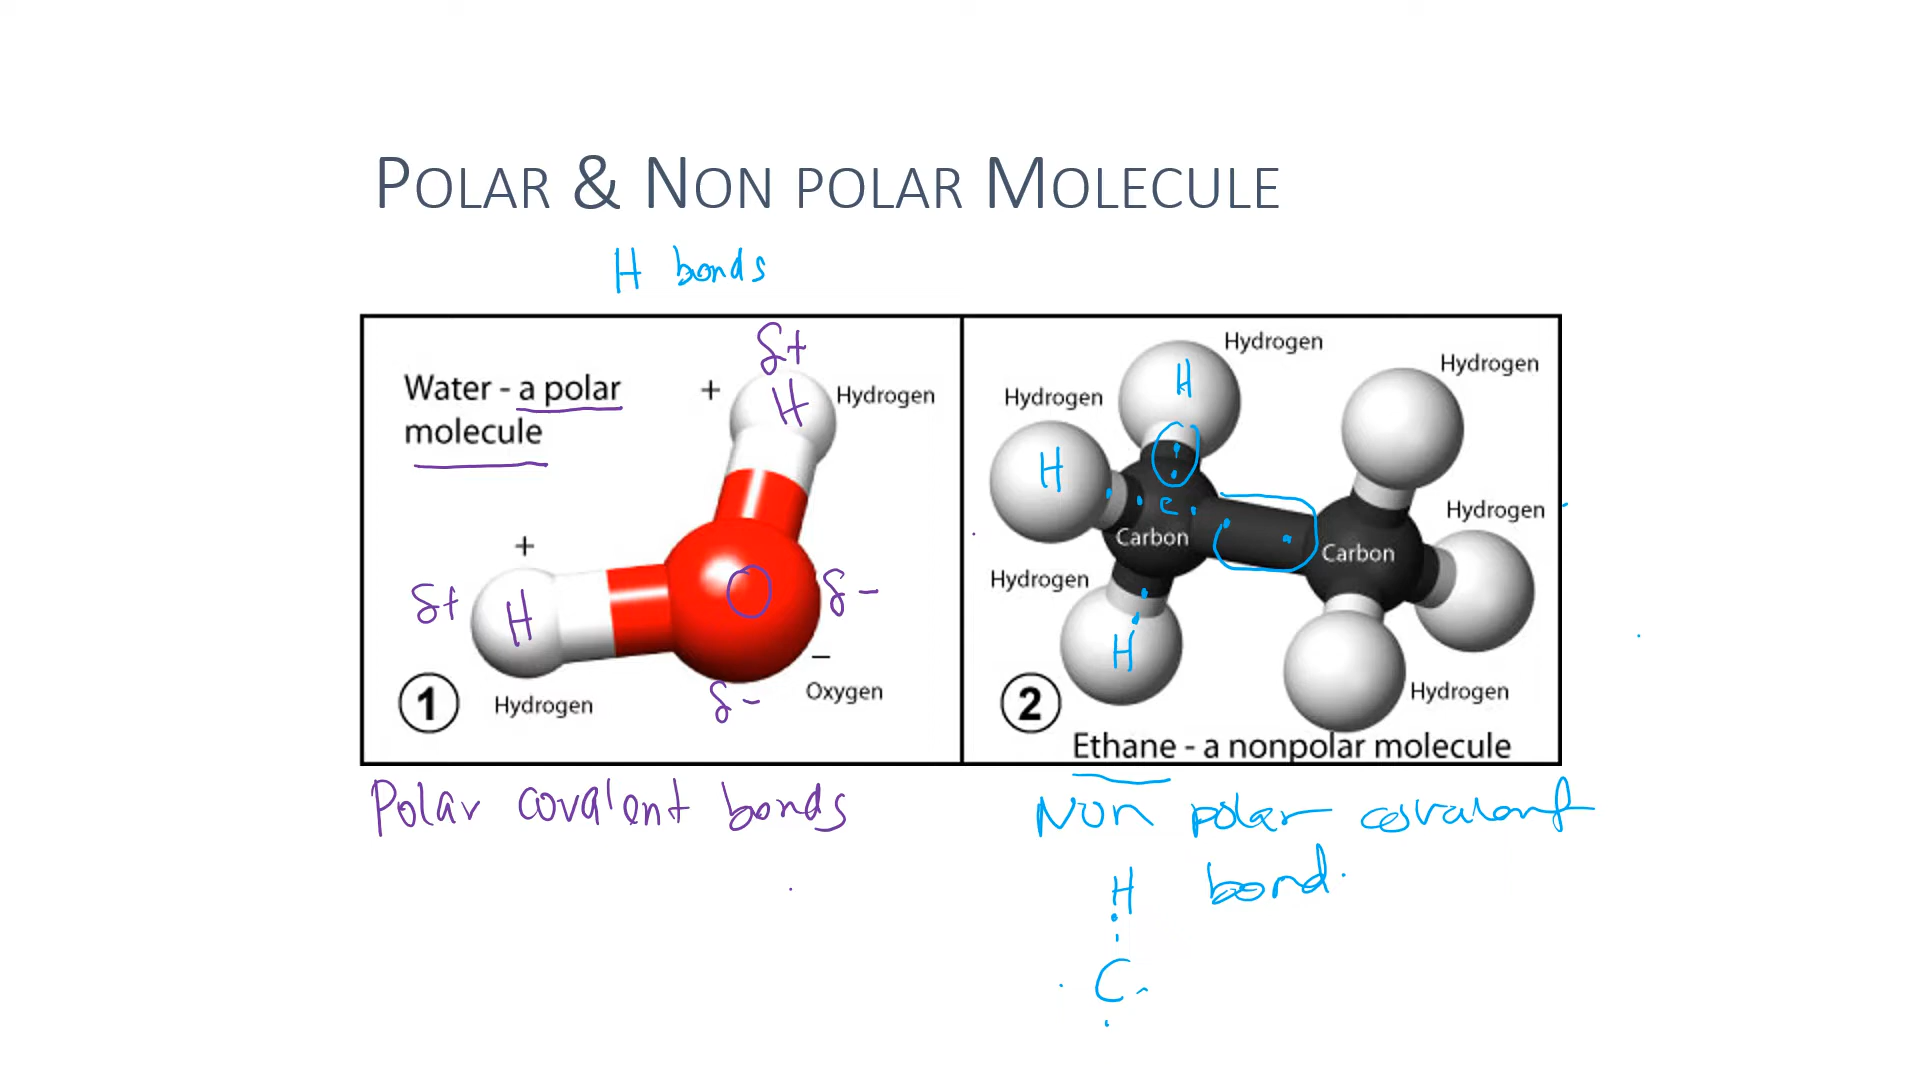 POLAR & NON POLAR MOLECULE
H bonds
Water - a polar
molecule
δ+
+
H
Hydrogen
+
δ+
H
O
δ-
–
Oxygen
δ-
1
Hydrogen
Hydrogen
Hydrogen
Hydrogen
H
H
C
Carbon
Hydrogen
Carbon
Hydrogen
H
2
Hydrogen
Ethane - a nonpolar molecule
Polar covalent bonds
Non polar covalent
bond.
H
C